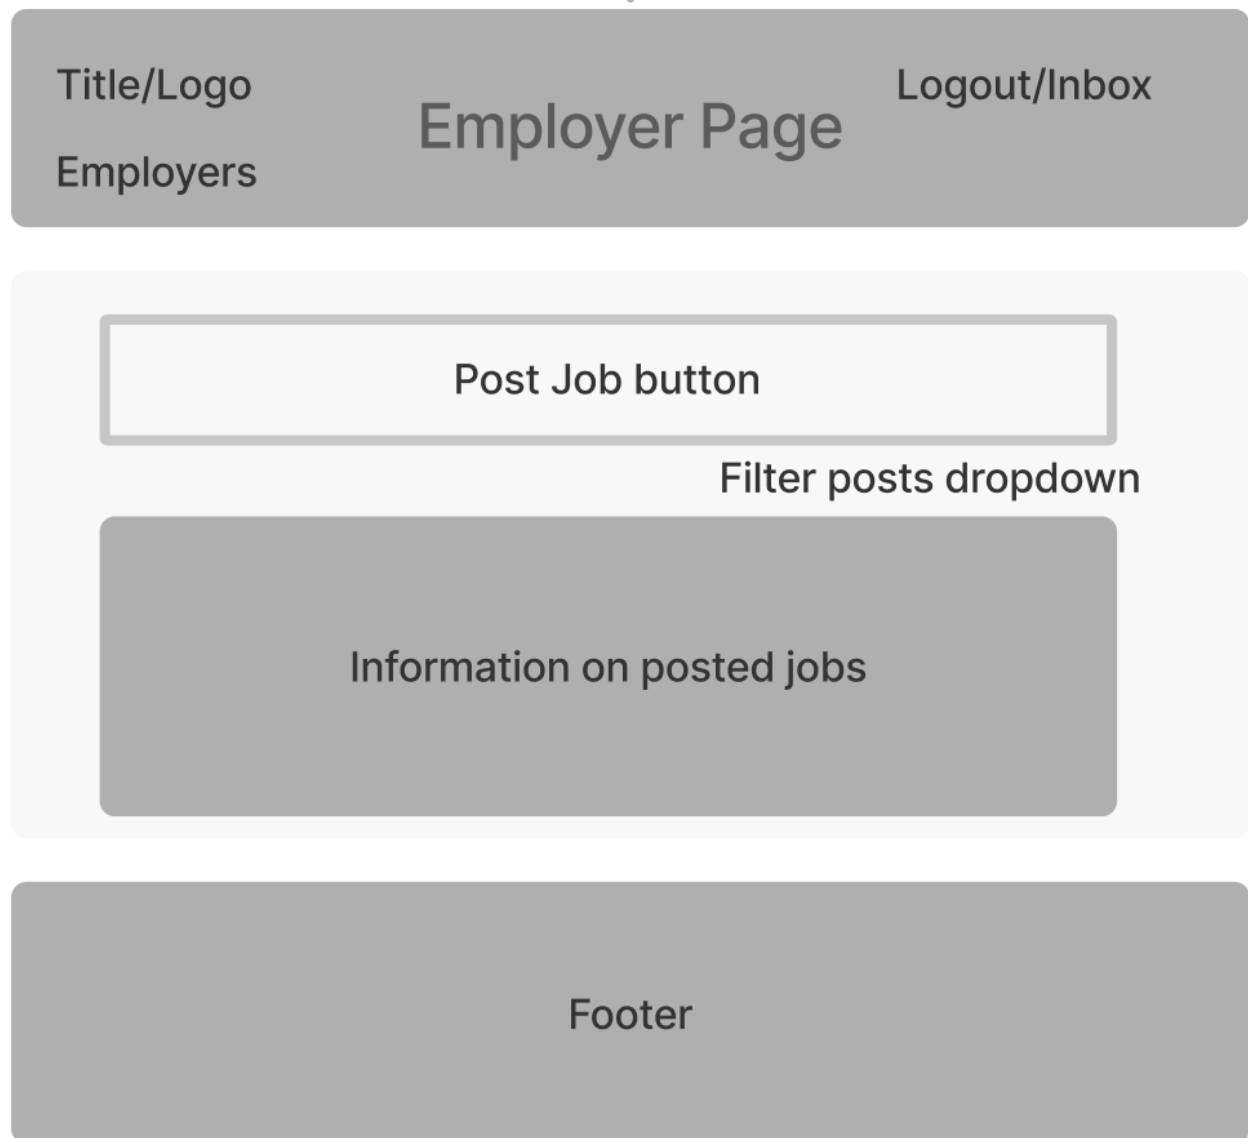 Title/Logo
Logout/Inbox
Employer Page
Employers
Post Job button
Filter posts dropdown
Information on posted jobs
Footer